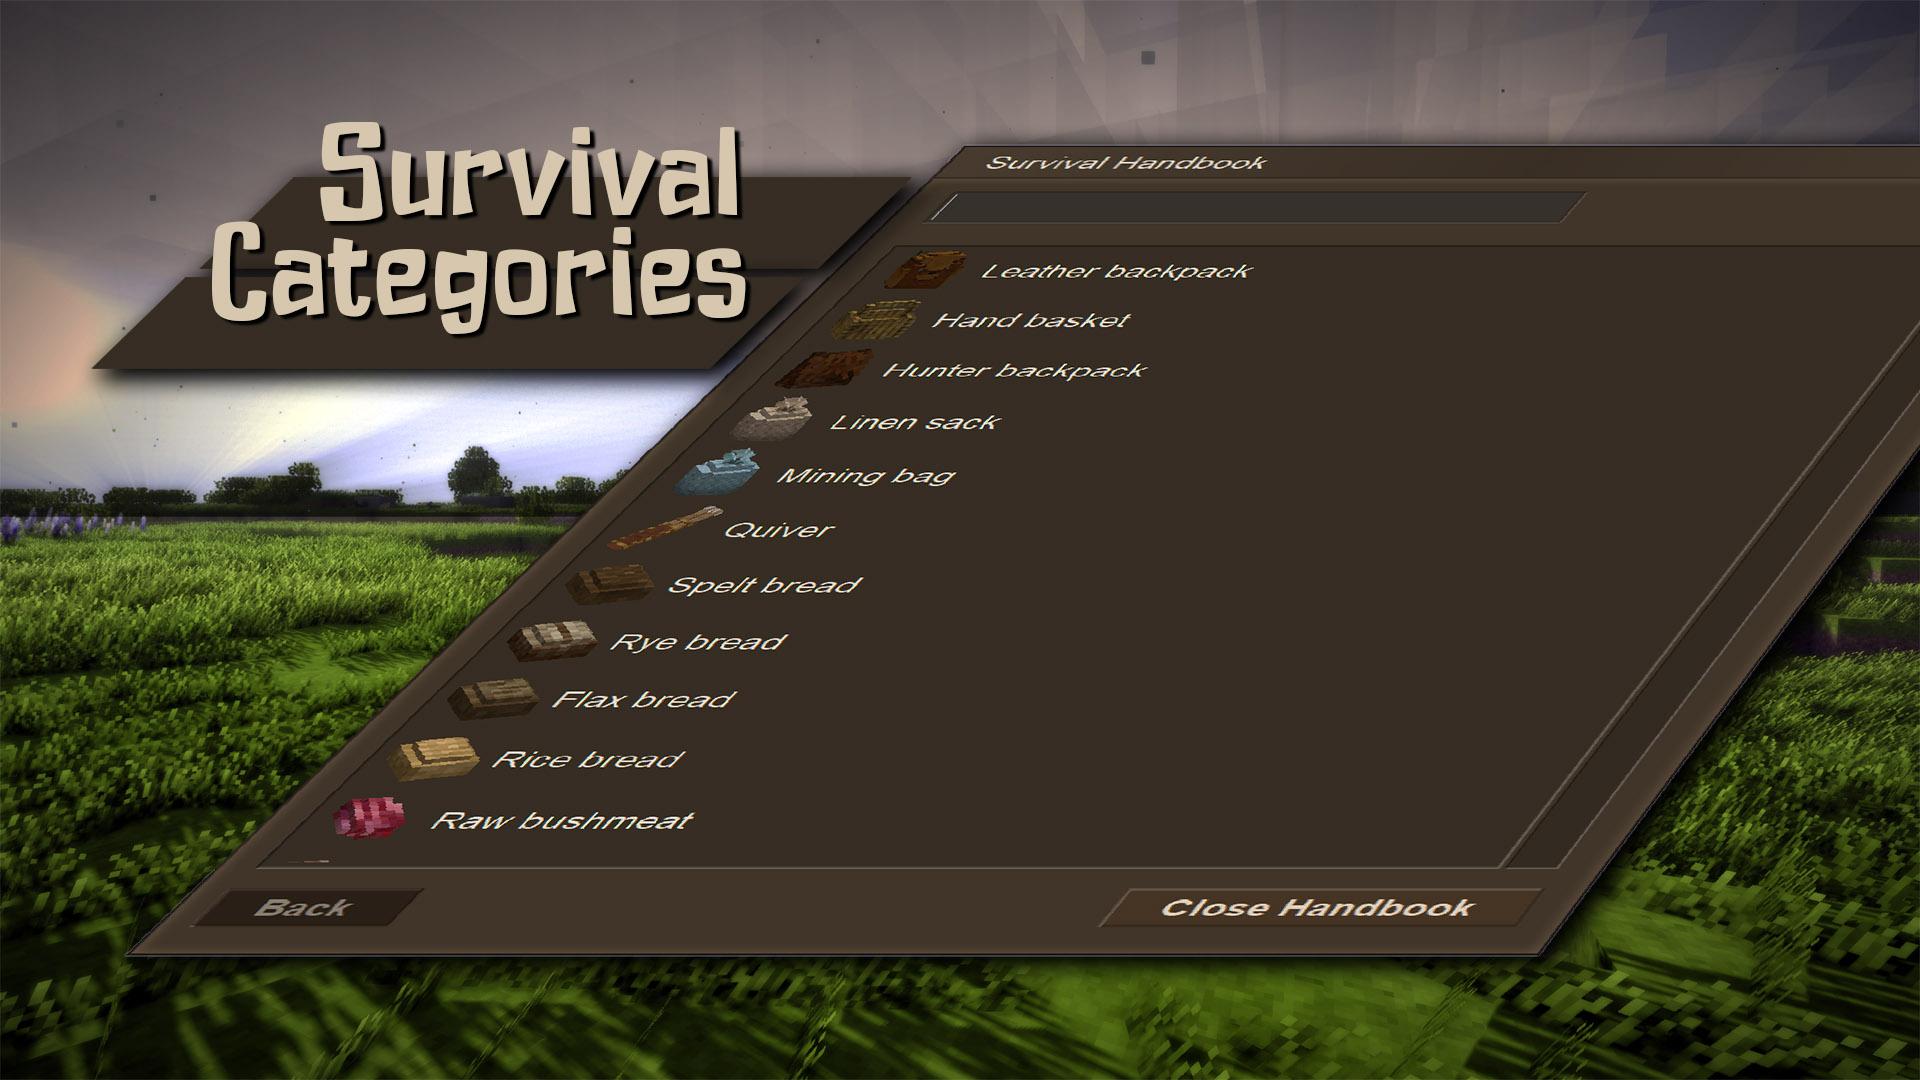 Survival
Categories
Survival Handbook
Leather backpack
Hand basket
Hunter backpack
Linen sack
Mining bag
Quiver
Spelt bread
Rye bread
Flax bread
Rice bread
Raw bushmeat
Back
Close Handbook